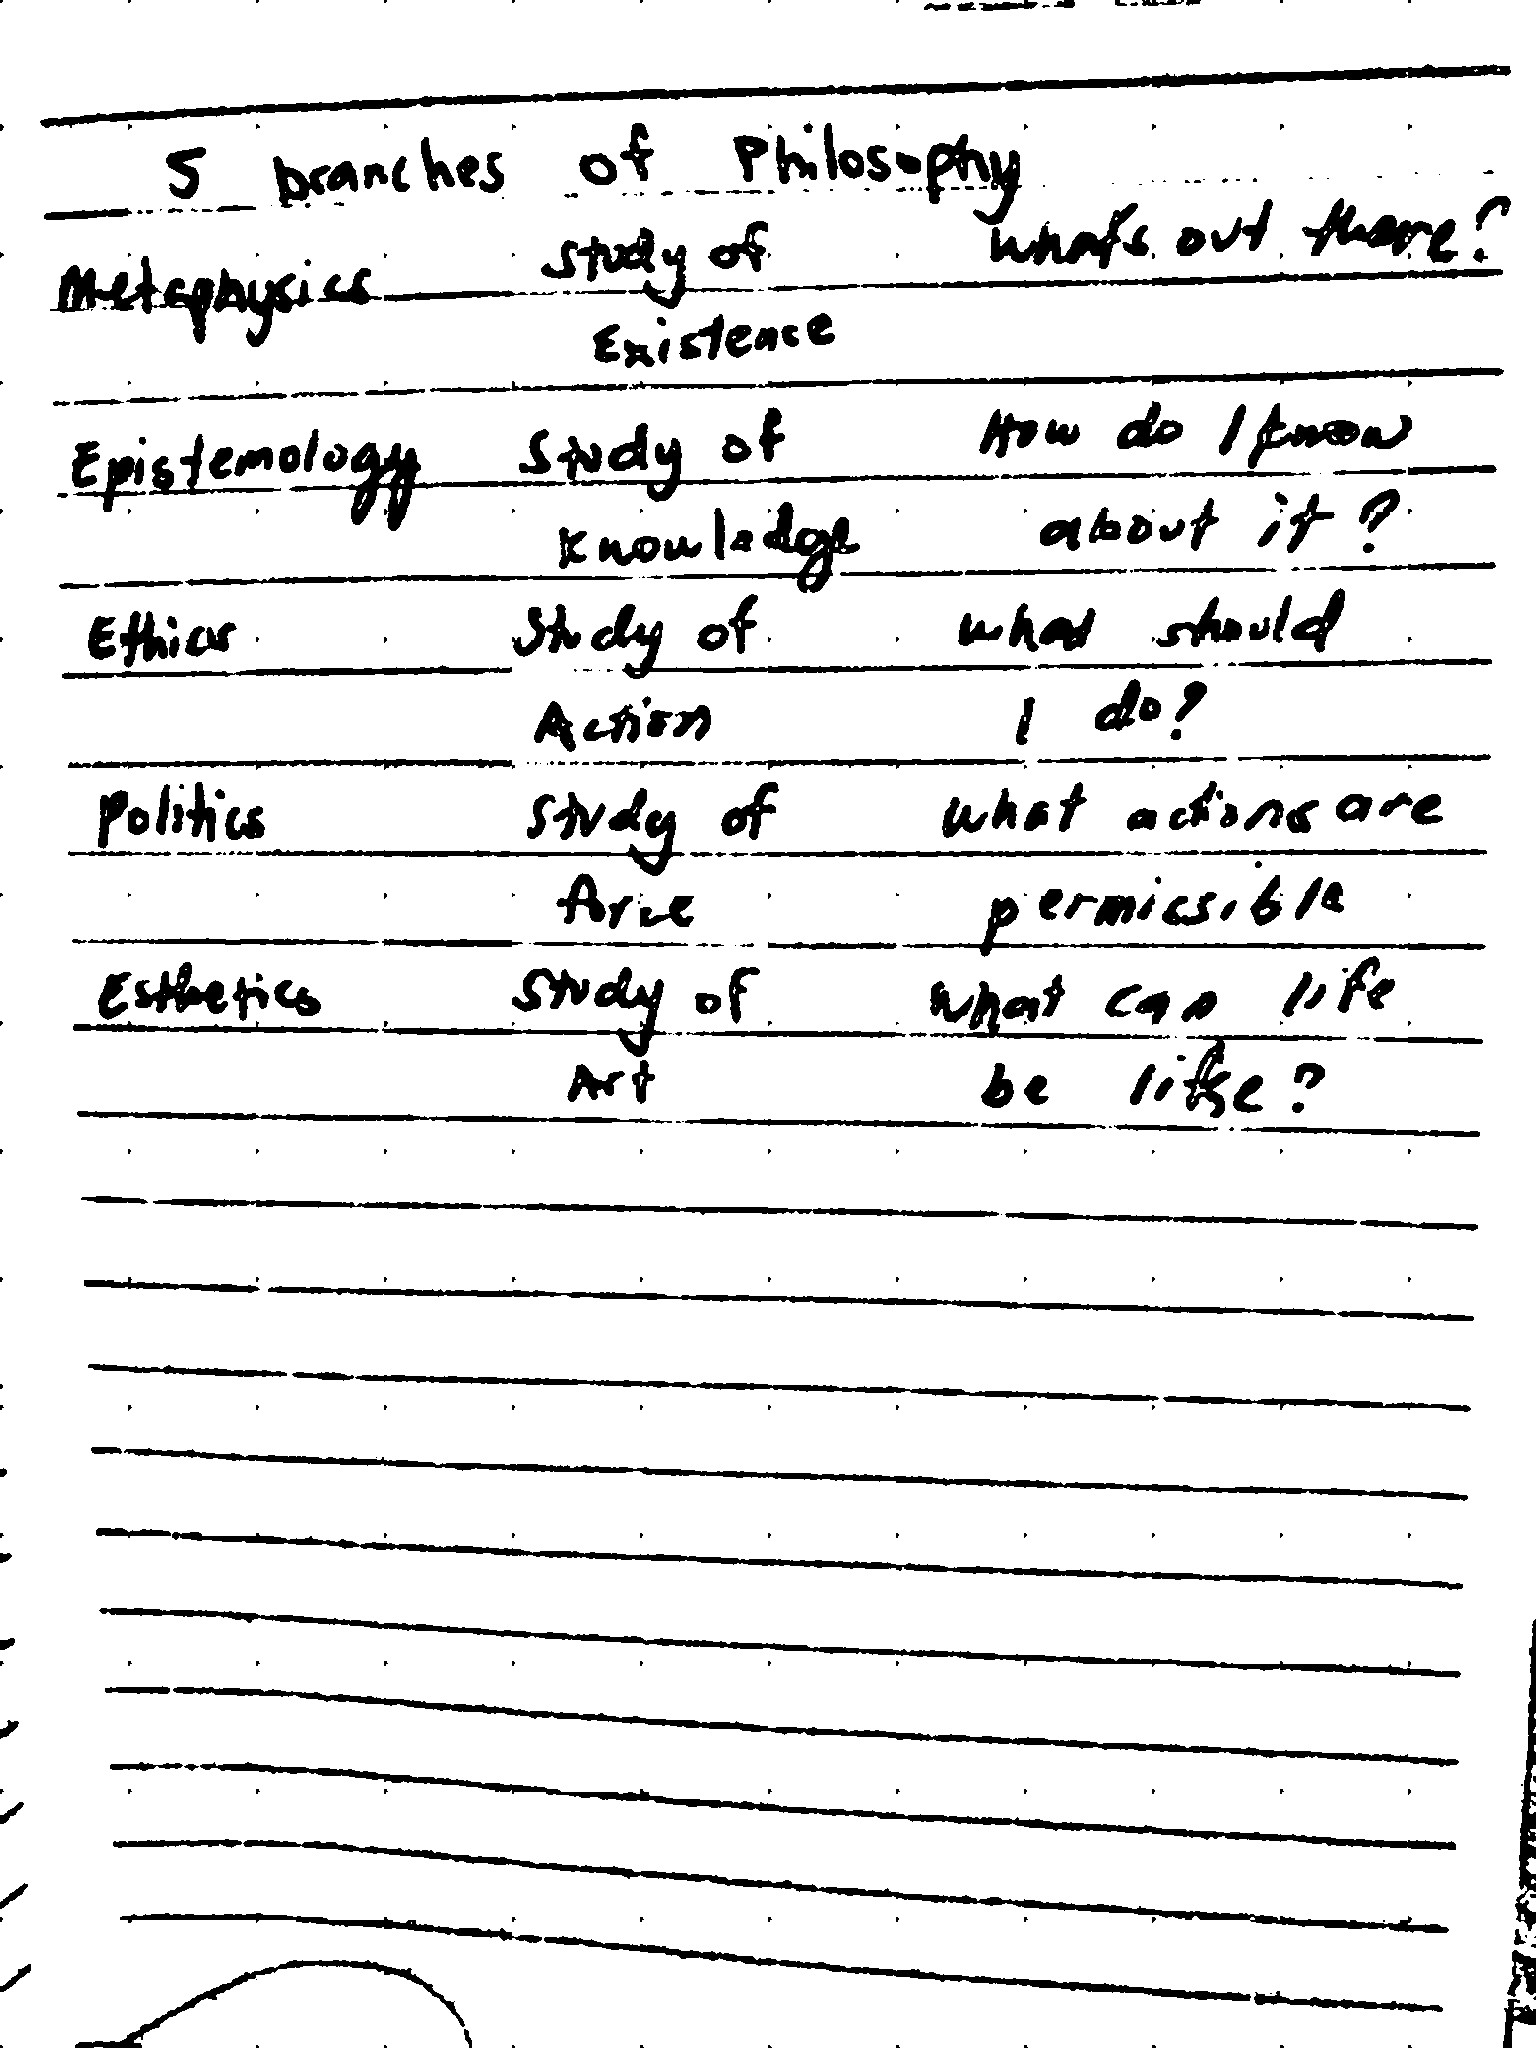 5 branches of Philosophy
Metaphysics study of what's out there?
Existence
Epistemology Study of How do I know
Knowledge about it?
Ethics Study of what should
Action I do?
Politics Study of what actions are
force permissible
Esthetics Study of what can life
Art be like?